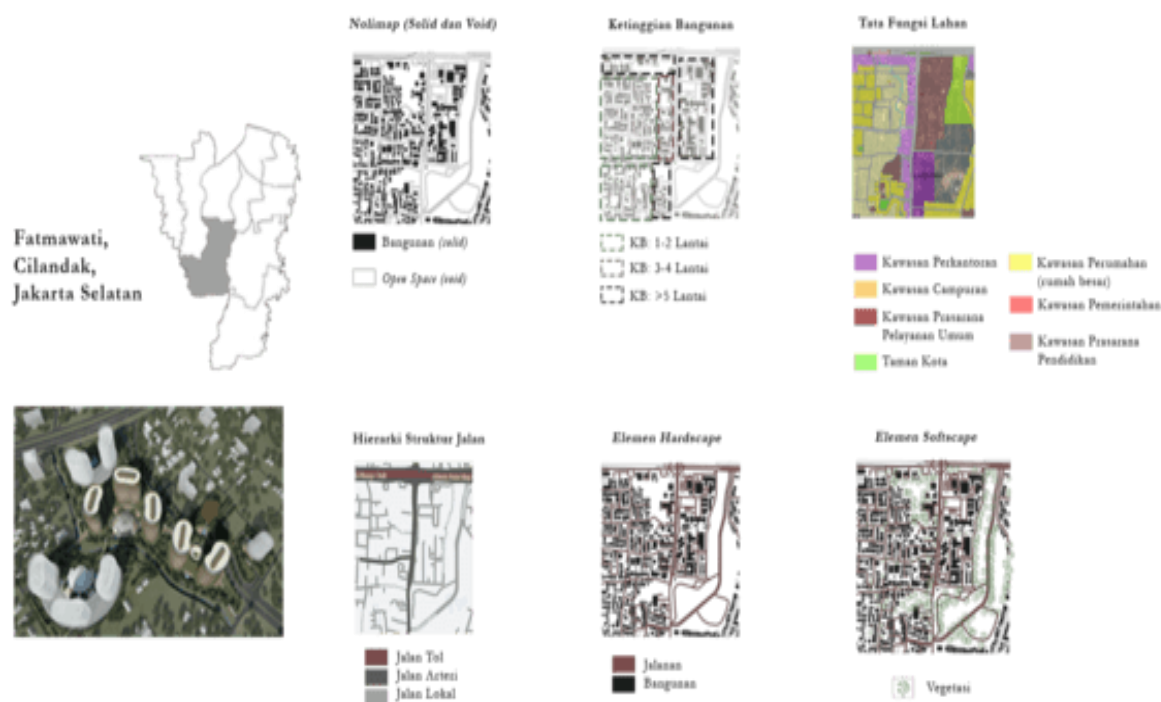 Nolimap (Solid dan Void)
Ketinggian Bangunan
Tata Fungsi Lahan
Fatmawati,
Cilandak,
Jakarta Selatan
Bangunan (solid)
Open Space (void)
KB: 1-2 Lantai
KB: 3-4 Lantai
KB: >5 Lantai
Kawasan Perkantoran
Kawasan Campuran
Kawasan Prasarana
Pelayanan Umum
Taman Kota
Kawasan Perumahan
(rumah besar)
Kawasan Pemerintahan
Kawasan Prasarana
Pendidikan
Hierarki Struktur Jalan
Elemen Hardscape
Elemen Softscape
Jalan Tol
Jalan Arteri
Jalan Lokal
Jalanan
Bangunan
Vegetasi